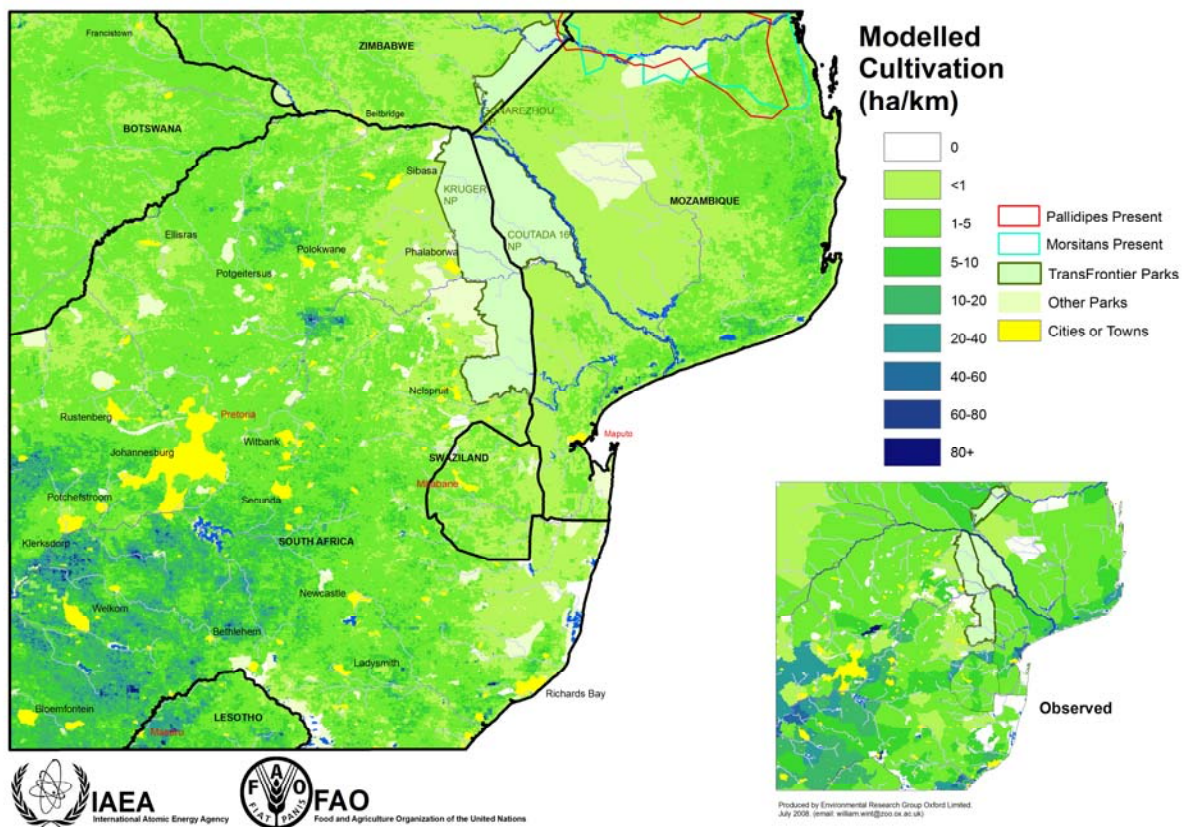 Francistown
ZIMBABWE
BOTSWANA
Beitbridge
Sibasa
KRUGER
NP
MOZAMBIQUE
COUTADA 16
NP
Ellisras
Polokwane
Phalaborwa
Potgeitersus
Nelspruit
Rustenberg
Pretoria
Witbank
Johannesburg
SWAZILAND
Mbabane
Maputo
Potchefstroom
Secunda
SOUTH AFRICA
Klerksdorp
Newcastle
Welkom
Bethlehem
Ladysmith
Richards Bay
Bloemfontein
LESOTHO
Maseru
Modelled
Cultivation
(ha/km)
0
<1
1-5
5-10
10-20
20-40
40-60
60-80
80+
Pallidipes Present
Morsitans Present
TransFrontier Parks
Other Parks
Cities or Towns
Observed
IAEA
International Atomic Energy Agency
F A O
FIAT PANIS
FAO
Food and Agriculture Organization of the United Nations
Produced by Environmental Research Group Oxford Limited.
July 2008. (email: william.wint@zoo.ox.ac.uk)